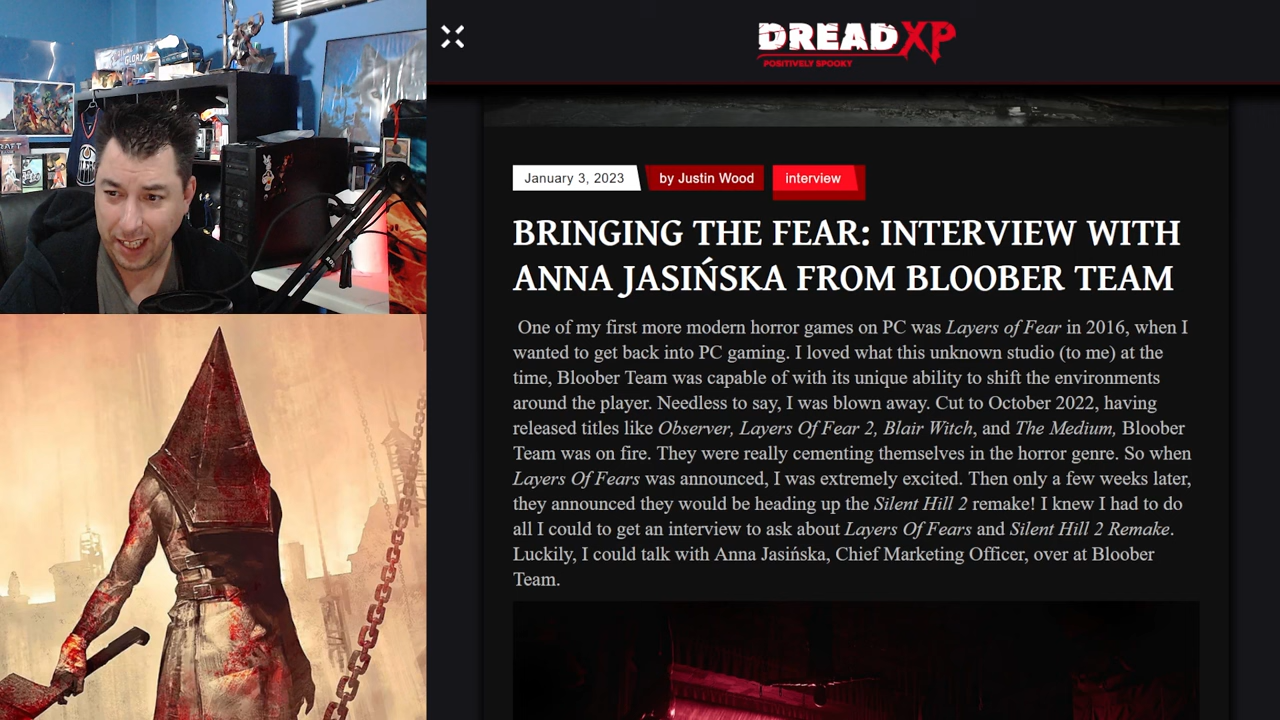 GLORY
RAFT
DREADXP
POSITIVELY SPOOKY
January 3, 2023
by Justin Wood
interview
BRINGING THE FEAR: INTERVIEW WITH
ANNA JASIŃSKA FROM BLOOBER TEAM
One of my first more modern horror games on PC was Layers of Fear in 2016, when I
wanted to get back into PC gaming. I loved what this unknown studio (to me) at the
time, Bloober Team was capable of with its unique ability to shift the environments
around the player. Needless to say, I was blown away. Cut to October 2022, having
released titles like Observer, Layers Of Fear 2, Blair Witch, and The Medium, Bloober
Team was on fire. They were really cementing themselves in the horror genre. So when
Layers Of Fears was announced, I was extremely excited. Then only a few weeks later,
they announced they would be heading up the Silent Hill 2 remake! I knew I had to do
all I could to get an interview to ask about Layers Of Fears and Silent Hill 2 Remake.
Luckily, I could talk with Anna Jasińska, Chief Marketing Officer, over at Bloober
Team.